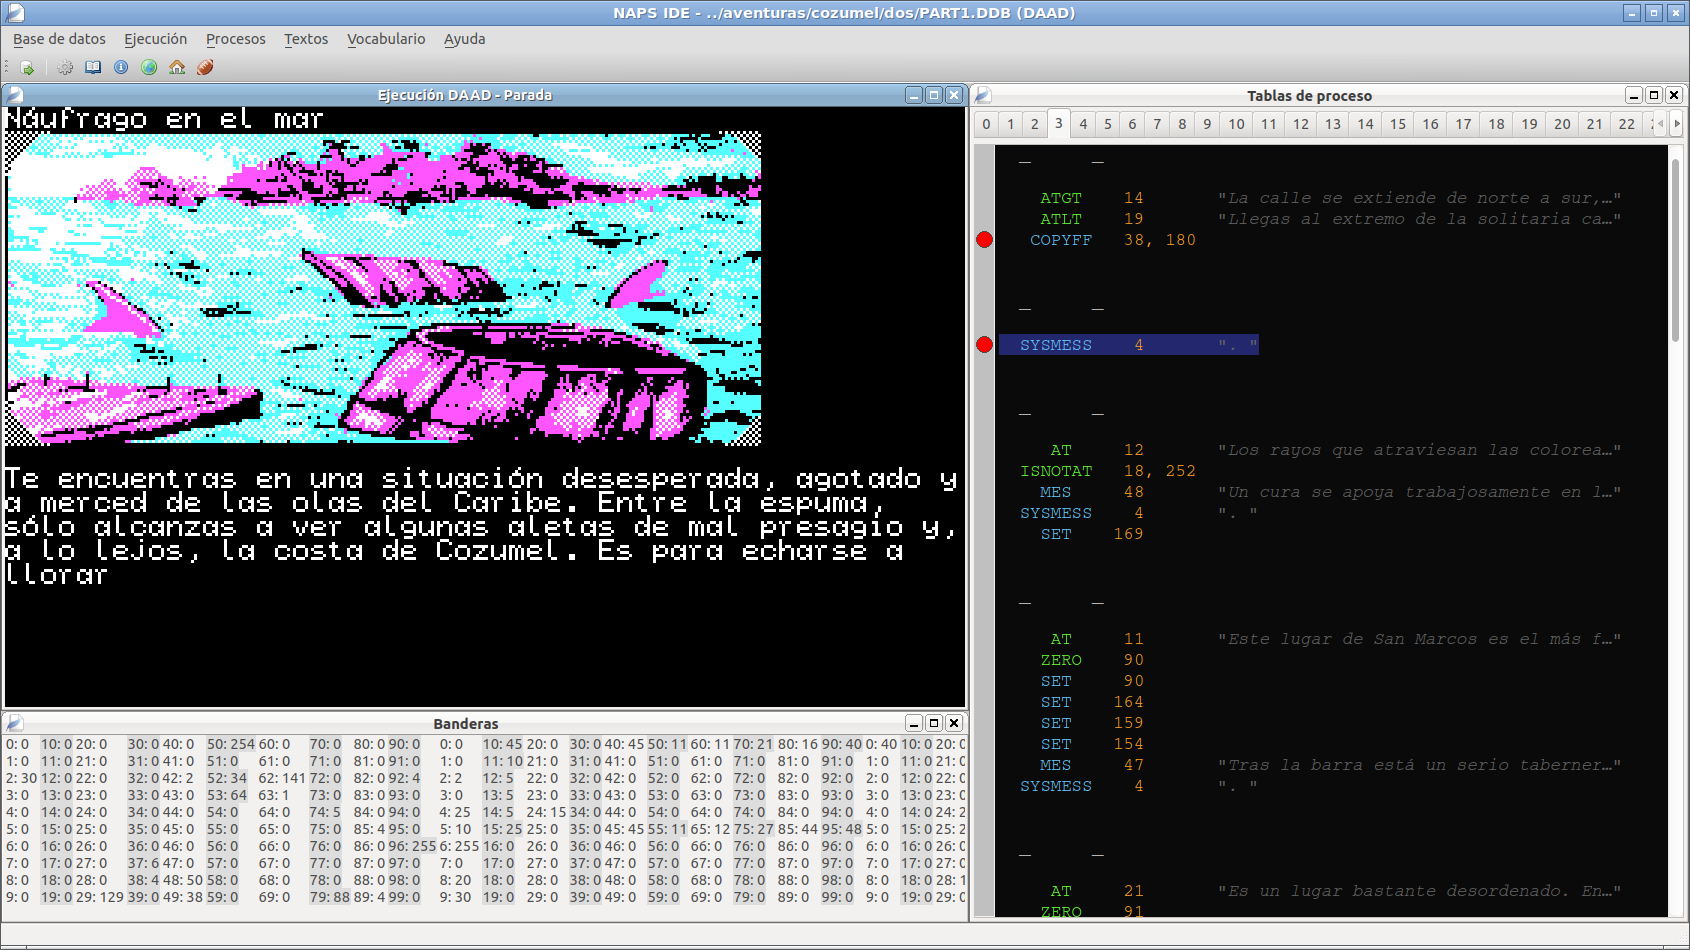 NAPS IDE - ../aventuras/cozumel/dos/PART1.DDB (DAAD)
Base de datos Ejecución Procesos Textos Vocabulario Ayuda
Ejecución DAAD - Parada
Náufrago en el mar
Te encuentras en una situación desesperada, agotado y
a merced de las olas del Caribe. Entre la espuma,
sólo alcanzas a ver algunas aletas de mal presagio y,
a lo lejos, la costa de Cozumel. Es para echarse a
llorar
Banderas
0: 0 10: 0 20: 0 30: 0 40: 0 50: 254 60: 0 70: 0 80: 0 90: 0 0: 0 10: 45 20: 0 30: 0 40: 45 50: 11 60: 11 70: 21 80: 16 90: 40 0: 40 10: 0 20: 0
1: 0 11: 0 21: 0 31: 0 41: 0 51: 0 61: 0 71: 0 81: 0 91: 0 1: 0 11: 10 21: 0 31: 0 41: 0 51: 0 61: 0 71: 0 81: 0 91: 0 1: 0 11: 0 21: 0
2: 30 12: 0 22: 0 32: 0 42: 2 52: 34 62: 141 72: 0 82: 0 92: 4 2: 2 12: 5 22: 0 32: 0 42: 0 52: 0 62: 0 72: 0 82: 0 92: 0 2: 0 12: 0 22: 0
3: 0 13: 0 23: 0 33: 0 43: 0 53: 64 63: 1 73: 0 83: 0 93: 0 3: 0 13: 5 23: 0 33: 0 43: 0 53: 0 63: 0 73: 0 83: 0 93: 0 3: 0 13: 0 23: 0
4: 0 14: 0 24: 0 34: 0 44: 0 54: 0 64: 0 74: 5 84: 0 94: 0 4: 25 14: 5 24: 15 34: 0 44: 0 54: 0 64: 0 74: 0 84: 0 94: 0 4: 0 14: 0 24: 2
5: 0 15: 0 25: 0 35: 0 45: 0 55: 0 65: 0 75: 0 85: 4 95: 0 5: 10 15: 25 25: 0 35: 0 45: 45 55: 11 65: 12 75: 27 85: 44 95: 48 5: 0 15: 0 25: 2
6: 0 16: 0 26: 0 36: 0 46: 0 56: 0 66: 0 76: 0 86: 0 96: 255 6: 255 16: 0 26: 0 36: 0 46: 0 56: 0 66: 0 76: 0 86: 0 96: 0 6: 0 16: 0 26: 0
7: 0 17: 0 27: 0 37: 6 47: 0 57: 0 67: 0 77: 0 87: 0 97: 0 7: 0 17: 0 27: 0 37: 0 47: 0 57: 0 67: 0 77: 0 87: 0 97: 0 7: 0 17: 0 27: 0
8: 0 18: 0 28: 0 38: 4 48: 50 58: 0 68: 0 78: 0 88: 0 98: 0 8: 20 18: 0 28: 0 38: 0 48: 0 58: 0 68: 0 78: 0 88: 0 98: 0 8: 0 18: 0 28: 1
9: 0 19: 0 29: 129 39: 0 49: 38 59: 0 69: 0 79: 88 89: 4 99: 0 9: 30 19: 0 29: 0 39: 0 49: 0 59: 0 69: 0 79: 0 89: 0 99: 0 9: 0 19: 0 29: 0
Tablas de proceso
0 1 2 3 4 5 6 7 8 9 10 11 12 13 14 15 16 17 18 19 20 21 22
_ _
ATGT 14 "La calle se extiende de norte a sur,…"
ATLT 19 "Llegas al extremo de la solitaria ca…"
COPYFF 38, 180
_ _
SYSMESS 4 ". "
_ _
AT 12 "Los rayos que atraviesan las colorea…"
ISNOTAT 18, 252
MES 48 "Un cura se apoya trabajosamente en l…"
SYSMESS 4 ". "
SET 169
_ _
AT 11 "Este lugar de San Marcos es el más f…"
ZERO 90
SET 90
SET 164
SET 159
SET 154
MES 47 "Tras la barra está un serio taberner…"
SYSMESS 4 ". "
_ _
AT 21 "Es un lugar bastante desordenado. En…"
ZERO 91